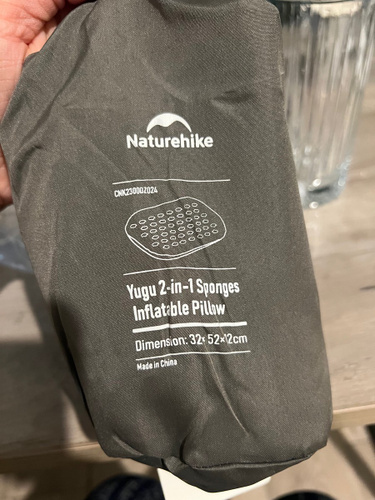 Naturehike
CNK2300DZ024
Yugu 2-in-1 Sponges
Inflatable Pillow
Dimension: 32×52×12cm
Made in China